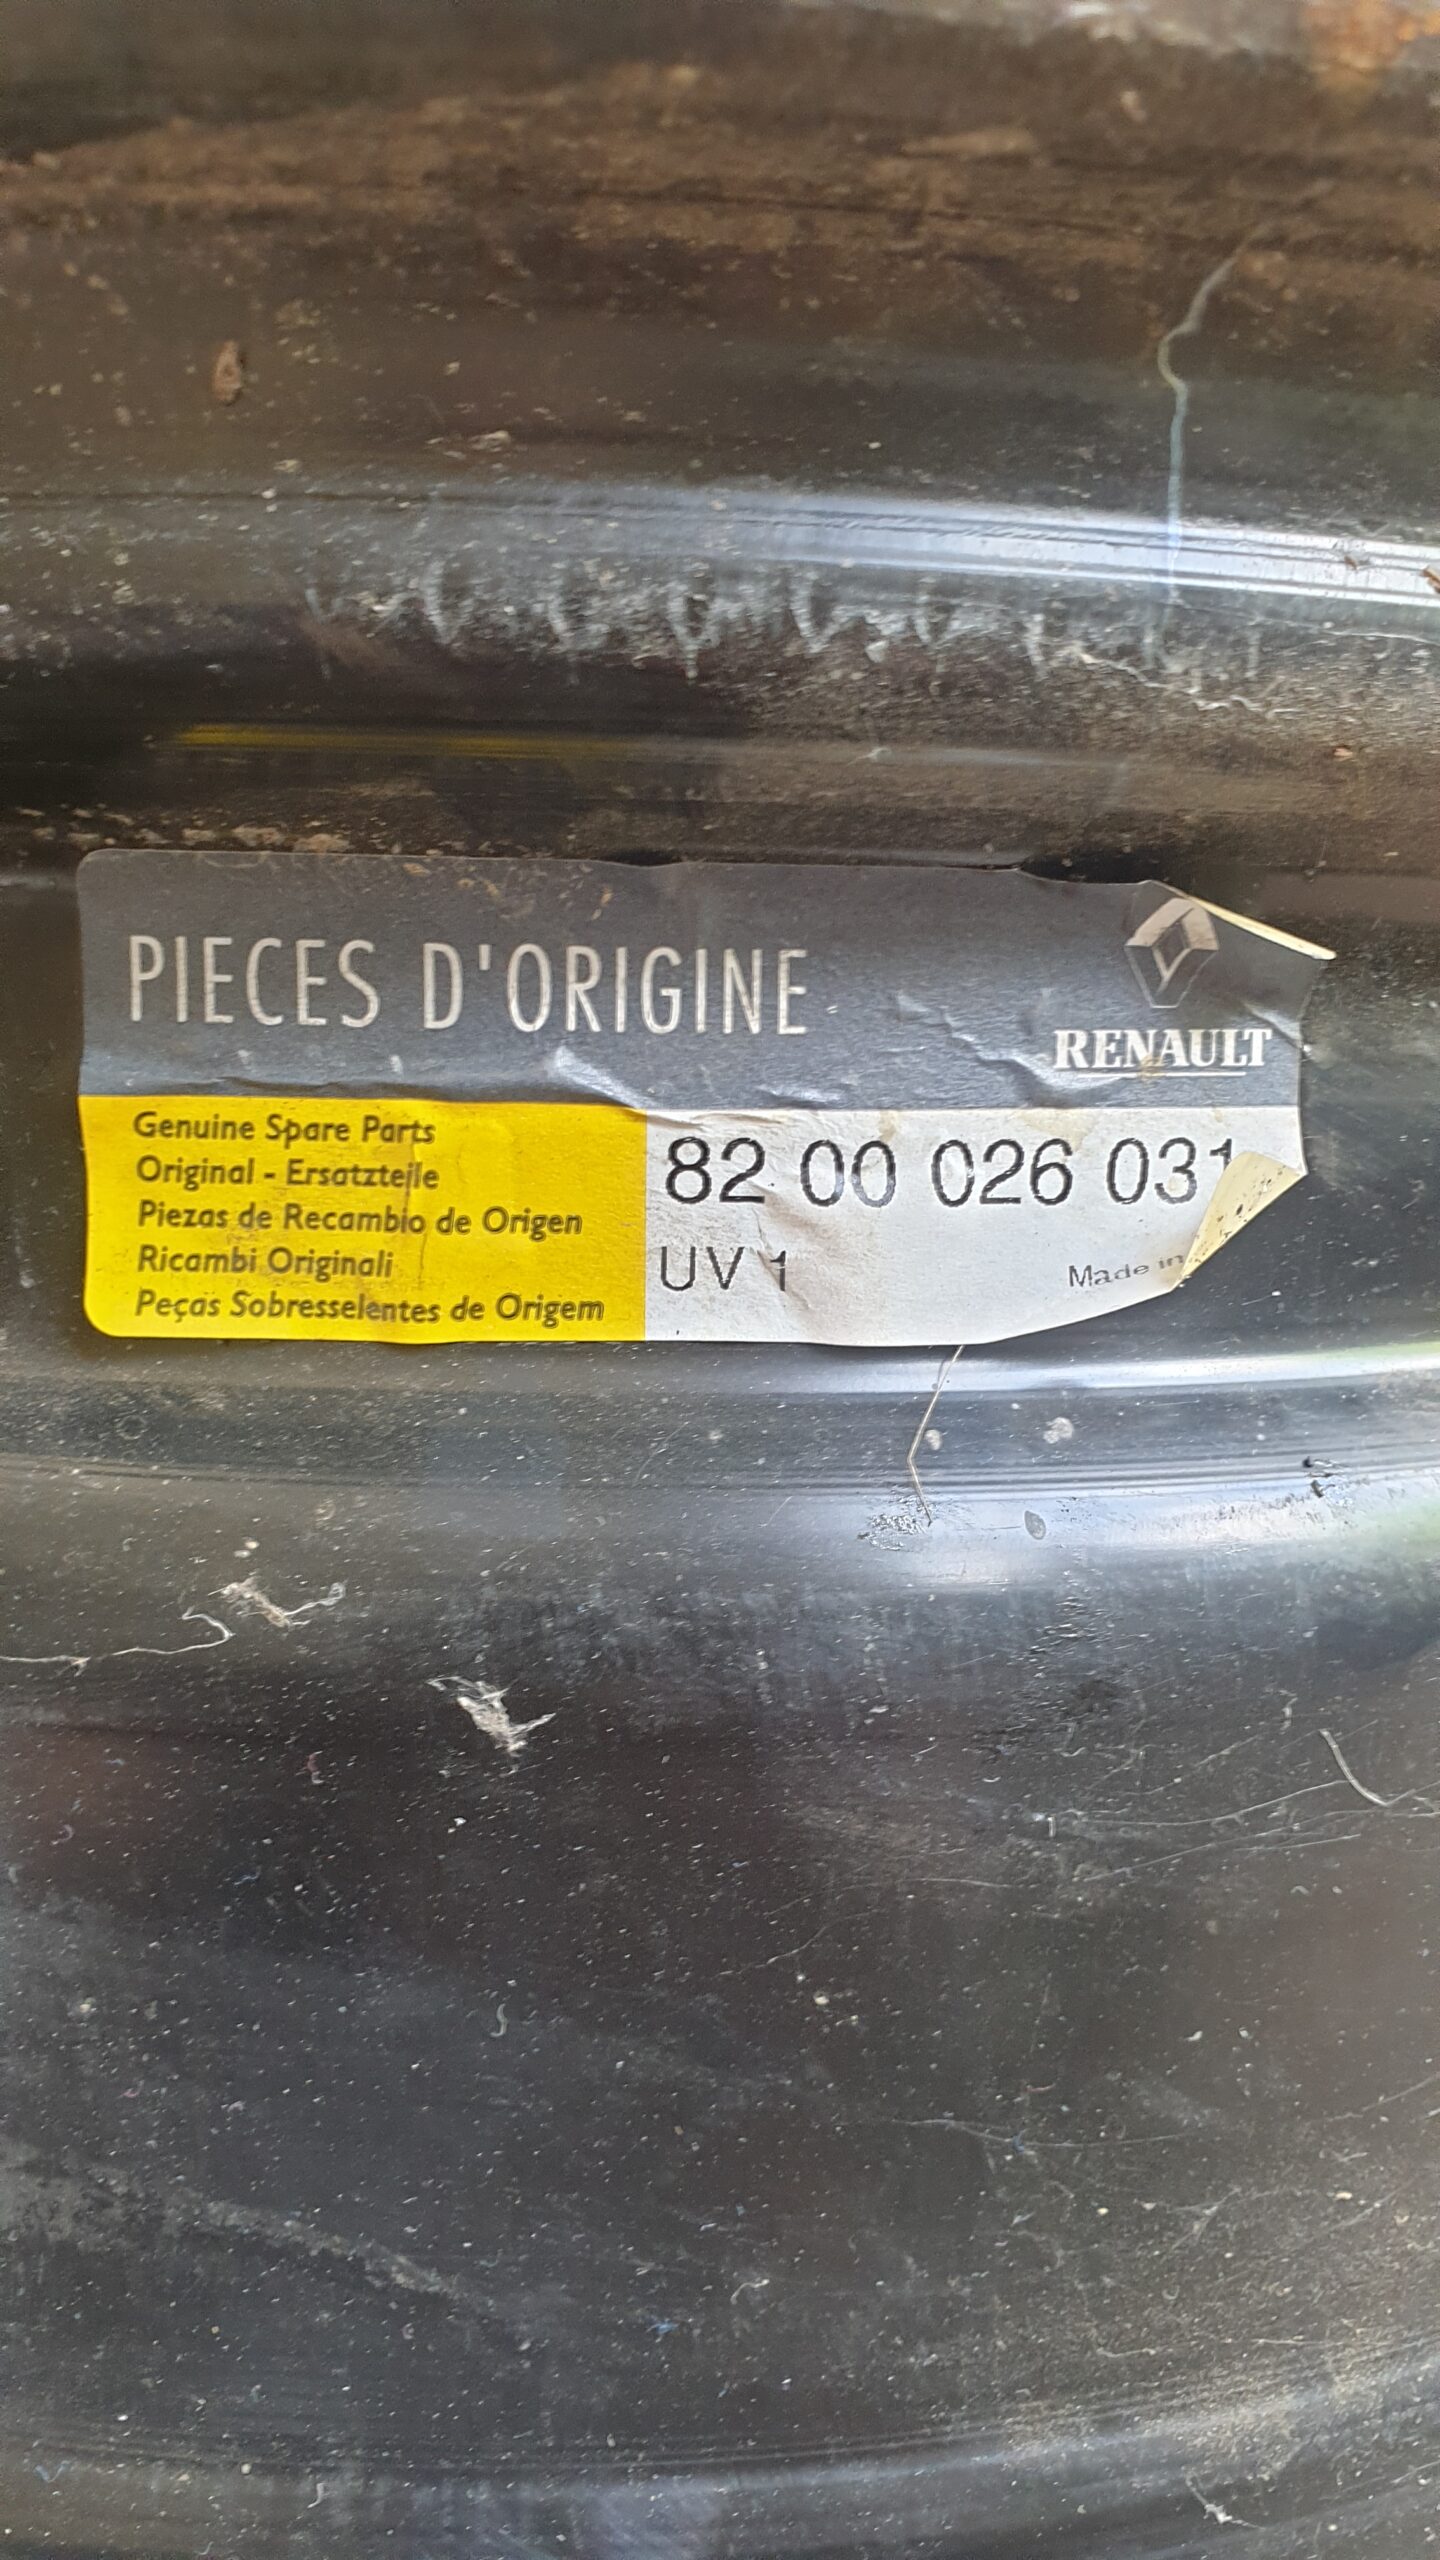 PIECES D'ORIGINE
RENAULT
Genuine Spare Parts
Original - Ersatzteile
Piezas de Recambio de Origen
Ricambi Originali
Peças Sobresselentes de Origem
82 00 026 031
UV 1
Made in